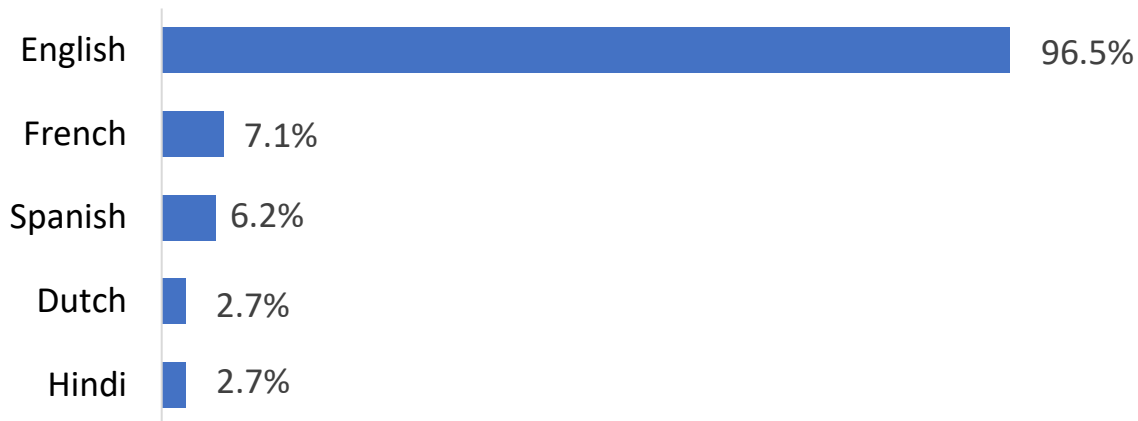 English 96.5%
French 7.1%
Spanish 6.2%
Dutch 2.7%
Hindi 2.7%